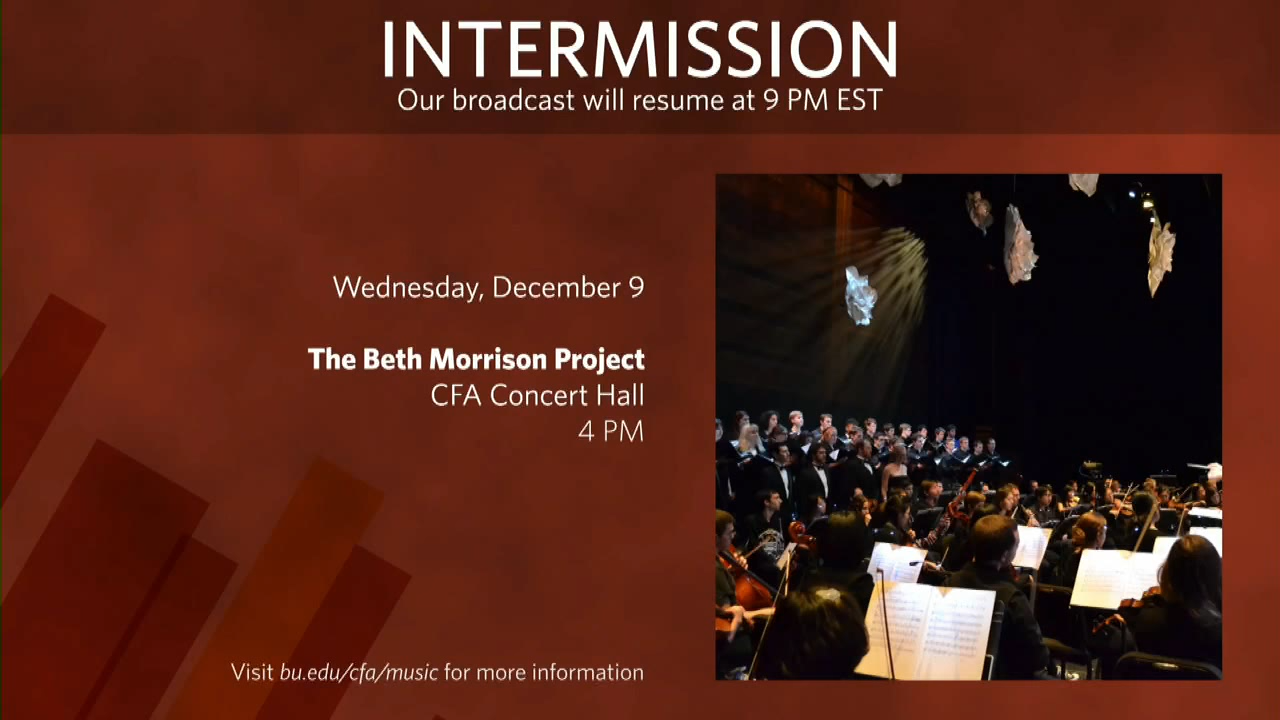 INTERMISSION
Our broadcast will resume at 9 PM EST
Wednesday, December 9
The Beth Morrison Project
CFA Concert Hall
4 PM
Visit bu.edu/cfa/music for more information